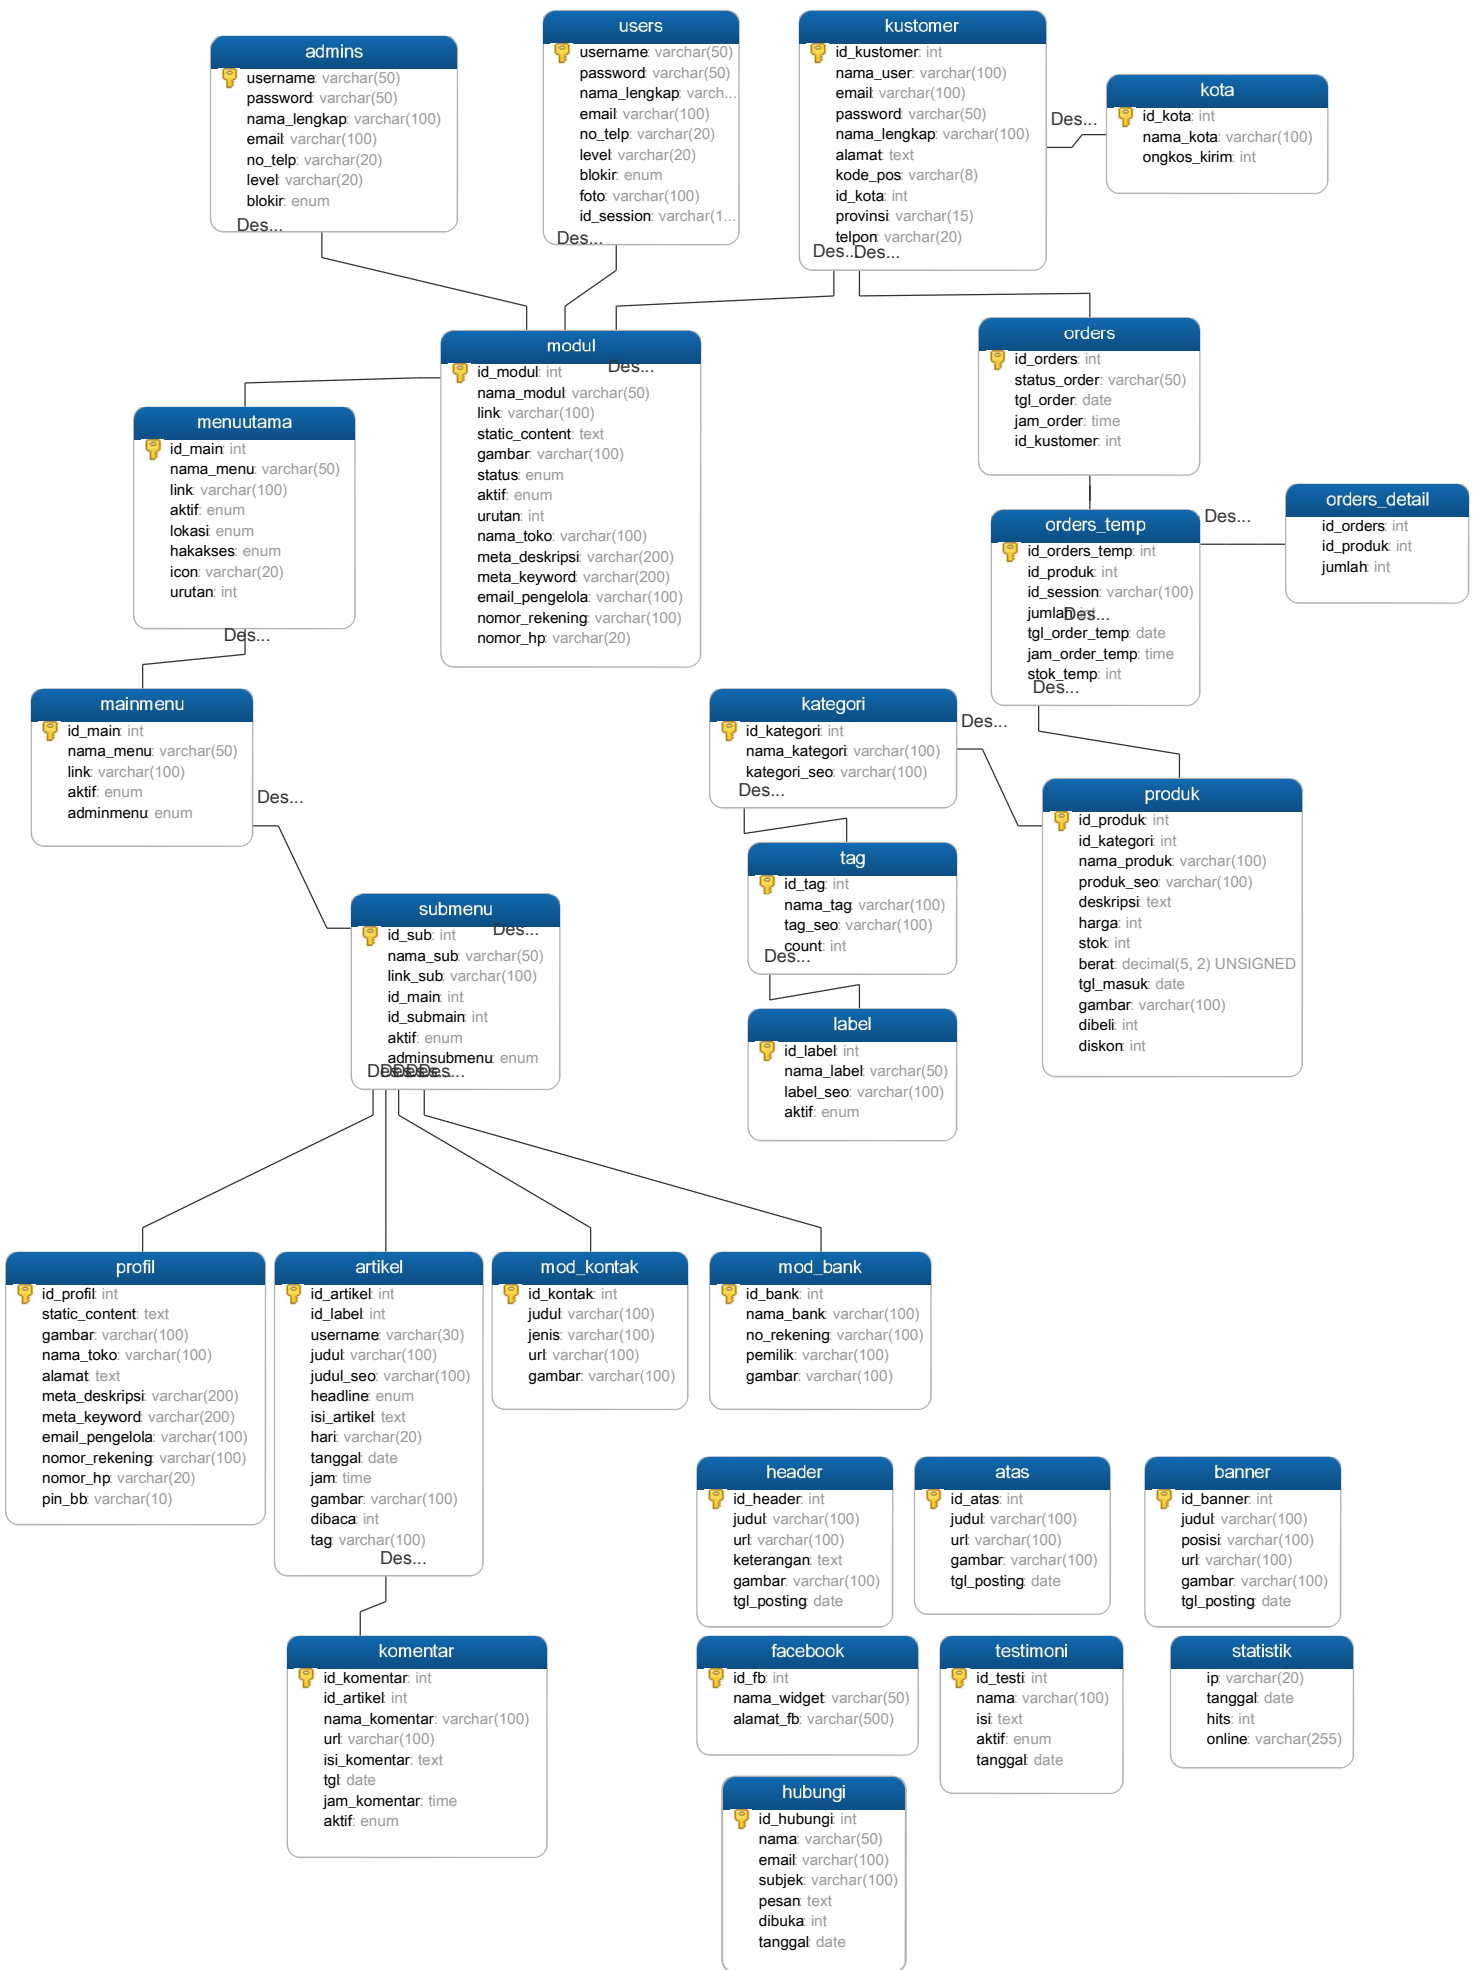 admins
username: varchar(50)
password: varchar(50)
nama_lengkap: varchar(100)
email: varchar(100)
no_telp: varchar(20)
level: varchar(20)
blokir: enum
Des...
users
username: varchar(50)
password: varchar(50)
nama_lengkap: varch...
email: varchar(100)
no_telp: varchar(20)
level: varchar(20)
blokir: enum
foto: varchar(100)
id_session: varchar(1...
Des...
kustomer
id_kustomer: int
nama_user: varchar(100)
email: varchar(100)
password: varchar(50)
nama_lengkap: varchar(100)
alamat: text
kode_pos: varchar(8)
id_kota: int
provinsi: varchar(15)
telpon: varchar(20)
Des...
Des...
Des...
kota
id_kota: int
nama_kota: varchar(100)
ongkos_kirim: int
modul
Des...
id_modul: int
nama_modul: varchar(50)
link: varchar(100)
static_content: text
gambar: varchar(100)
status: enum
aktif: enum
urutan: int
nama_toko: varchar(100)
meta_deskripsi: varchar(200)
meta_keyword: varchar(200)
email_pengelola: varchar(100)
nomor_rekening: varchar(100)
nomor_hp: varchar(20)
orders
id_orders: int
status_order: varchar(50)
tgl_order: date
jam_order: time
id_kustomer: int
menuutama
id_main: int
nama_menu: varchar(50)
link: varchar(100)
aktif: enum
lokasi: enum
hakakses: enum
icon: varchar(20)
urutan: int
Des...
orders_temp
id_orders_temp: int
id_produk: int
id_session: varchar(100)
jumlah: int
Des...
tgl_order_temp: date
jam_order_temp: time
stok_temp: int
Des...
Des...
orders_detail
id_orders: int
id_produk: int
jumlah: int
mainmenu
id_main: int
nama_menu: varchar(50)
link: varchar(100)
aktif: enum
adminmenu: enum
Des...
kategori
id_kategori: int
nama_kategori: varchar(100)
kategori_seo: varchar(100)
Des...
Des...
produk
id_produk: int
id_kategori: int
nama_produk: varchar(100)
produk_seo: varchar(100)
deskripsi: text
harga: int
stok: int
berat: decimal(5, 2) UNSIGNED
tgl_masuk: date
gambar: varchar(100)
dibeli: int
diskon: int
tag
id_tag: int
nama_tag: varchar(100)
tag_seo: varchar(100)
count: int
Des...
submenu
Des...
id_sub: int
nama_sub: varchar(50)
link_sub: varchar(100)
id_main: int
id_submain: int
aktif: enum
adminsubmenu: enum
label
id_label: int
nama_label: varchar(50)
label_seo: varchar(100)
aktif: enum
profil
id_profil: int
static_content: text
gambar: varchar(100)
nama_toko: varchar(100)
alamat: text
meta_deskripsi: varchar(200)
meta_keyword: varchar(200)
email_pengelola: varchar(100)
nomor_rekening: varchar(100)
nomor_hp: varchar(20)
pin_bb: varchar(10)
artikel
id_artikel: int
id_label: int
username: varchar(30)
judul: varchar(100)
judul_seo: varchar(100)
headline: enum
isi_artikel: text
hari: varchar(20)
tanggal: date
jam: time
gambar: varchar(100)
dibaca: int
tag: varchar(100)
Des...
mod_kontak
id_kontak: int
judul: varchar(100)
jenis: varchar(100)
url: varchar(100)
gambar: varchar(100)
mod_bank
id_bank: int
nama_bank: varchar(100)
no_rekening: varchar(100)
pemilik: varchar(100)
gambar: varchar(100)
header
id_header: int
judul: varchar(100)
url: varchar(100)
keterangan: text
gambar: varchar(100)
tgl_posting: date
atas
id_atas: int
judul: varchar(100)
url: varchar(100)
gambar: varchar(100)
tgl_posting: date
banner
id_banner: int
judul: varchar(100)
posisi: varchar(100)
url: varchar(100)
gambar: varchar(100)
tgl_posting: date
komentar
id_komentar: int
id_artikel: int
nama_komentar: varchar(100)
url: varchar(100)
isi_komentar: text
tgl: date
jam_komentar: time
aktif: enum
facebook
id_fb: int
nama_widget: varchar(50)
alamat_fb: varchar(500)
testimoni
id_testi: int
nama: varchar(100)
isi: text
aktif: enum
tanggal: date
statistik
ip: varchar(20)
tanggal: date
hits: int
online: varchar(255)
hubungi
id_hubungi: int
nama: varchar(50)
email: varchar(100)
subjek: varchar(100)
pesan: text
dibuka: int
tanggal: date